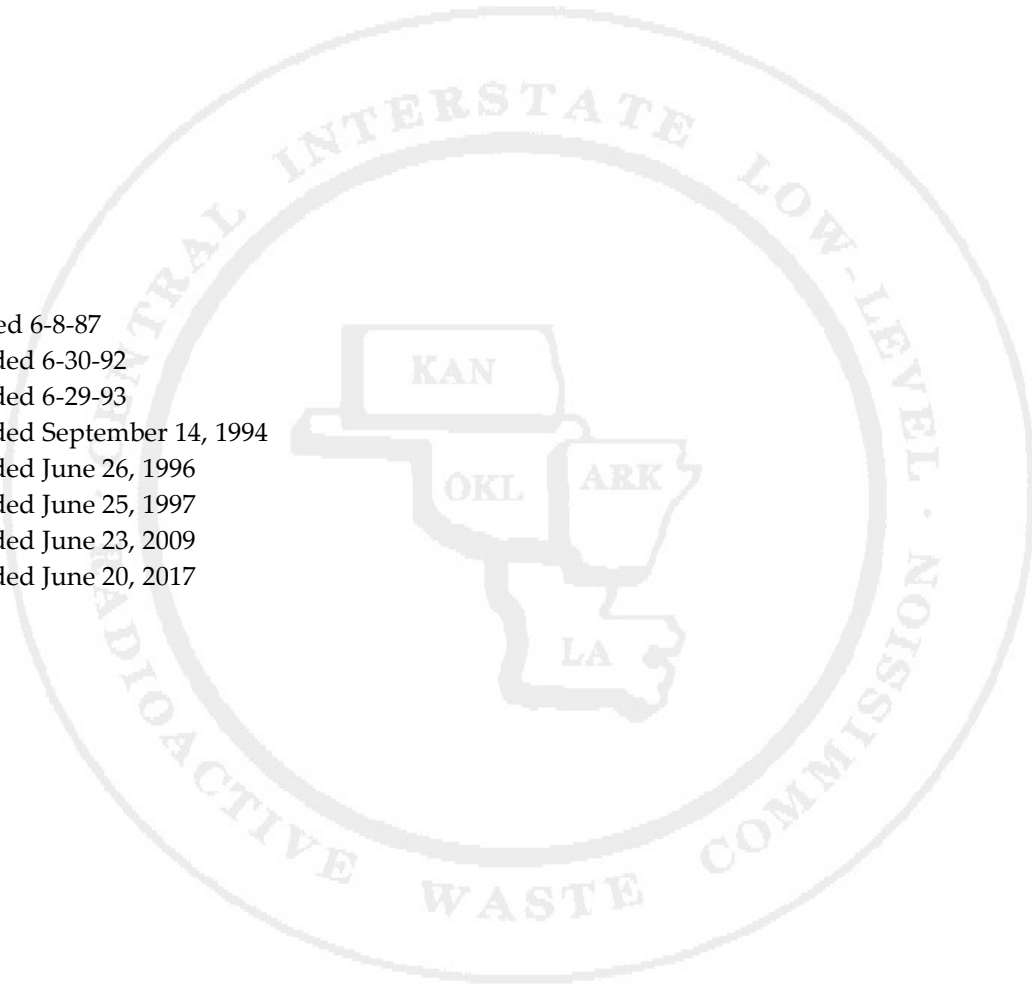 CENTRAL INTERSTATE LOW-LEVEL · RADIOACTIVE WASTE COMMISSION
ed 6-8-87
ded 6-30-92
ded 6-29-93
ded September 14, 1994
ded June 26, 1996
ded June 25, 1997
ded June 23, 2009
ded June 20, 2017
KAN
OKL
ARK
LA